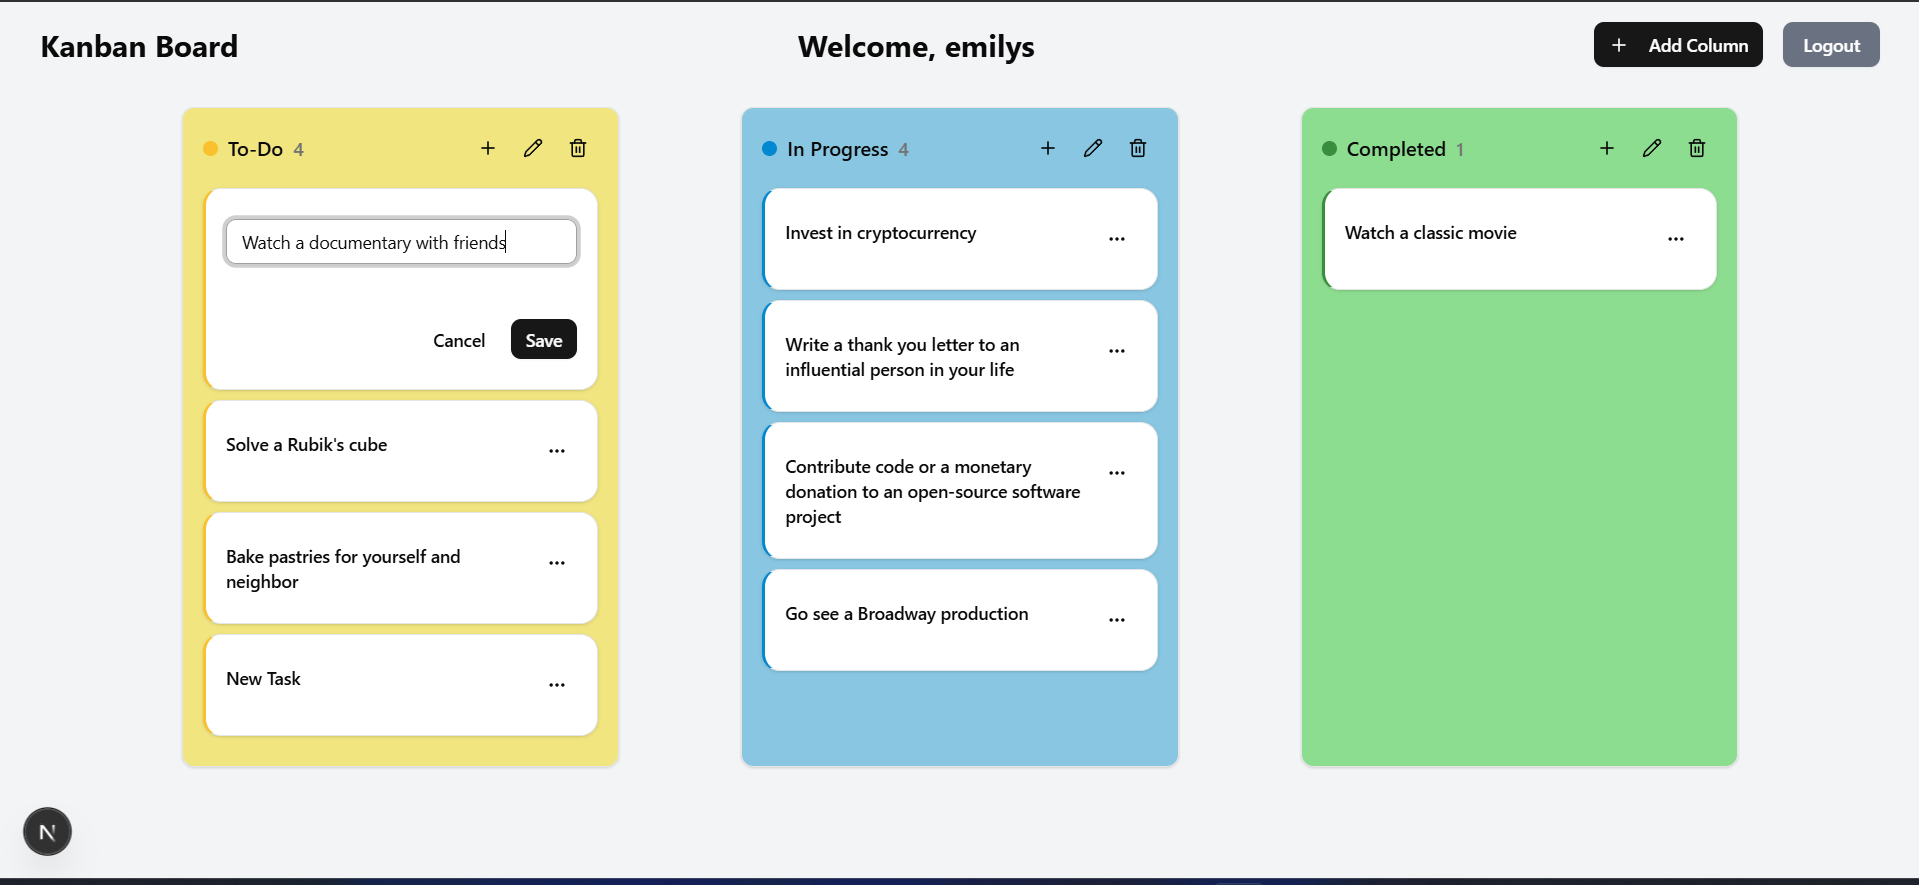 Kanban Board
Welcome, emilys
Add Column
Logout
To-Do 4
Watch a documentary with friends
Cancel
Save
Solve a Rubik's cube
Bake pastries for yourself and
neighbor
New Task
In Progress 4
Invest in cryptocurrency
Write a thank you letter to an
influential person in your life
Contribute code or a monetary
donation to an open-source software
project
Go see a Broadway production
Completed 1
Watch a classic movie
N